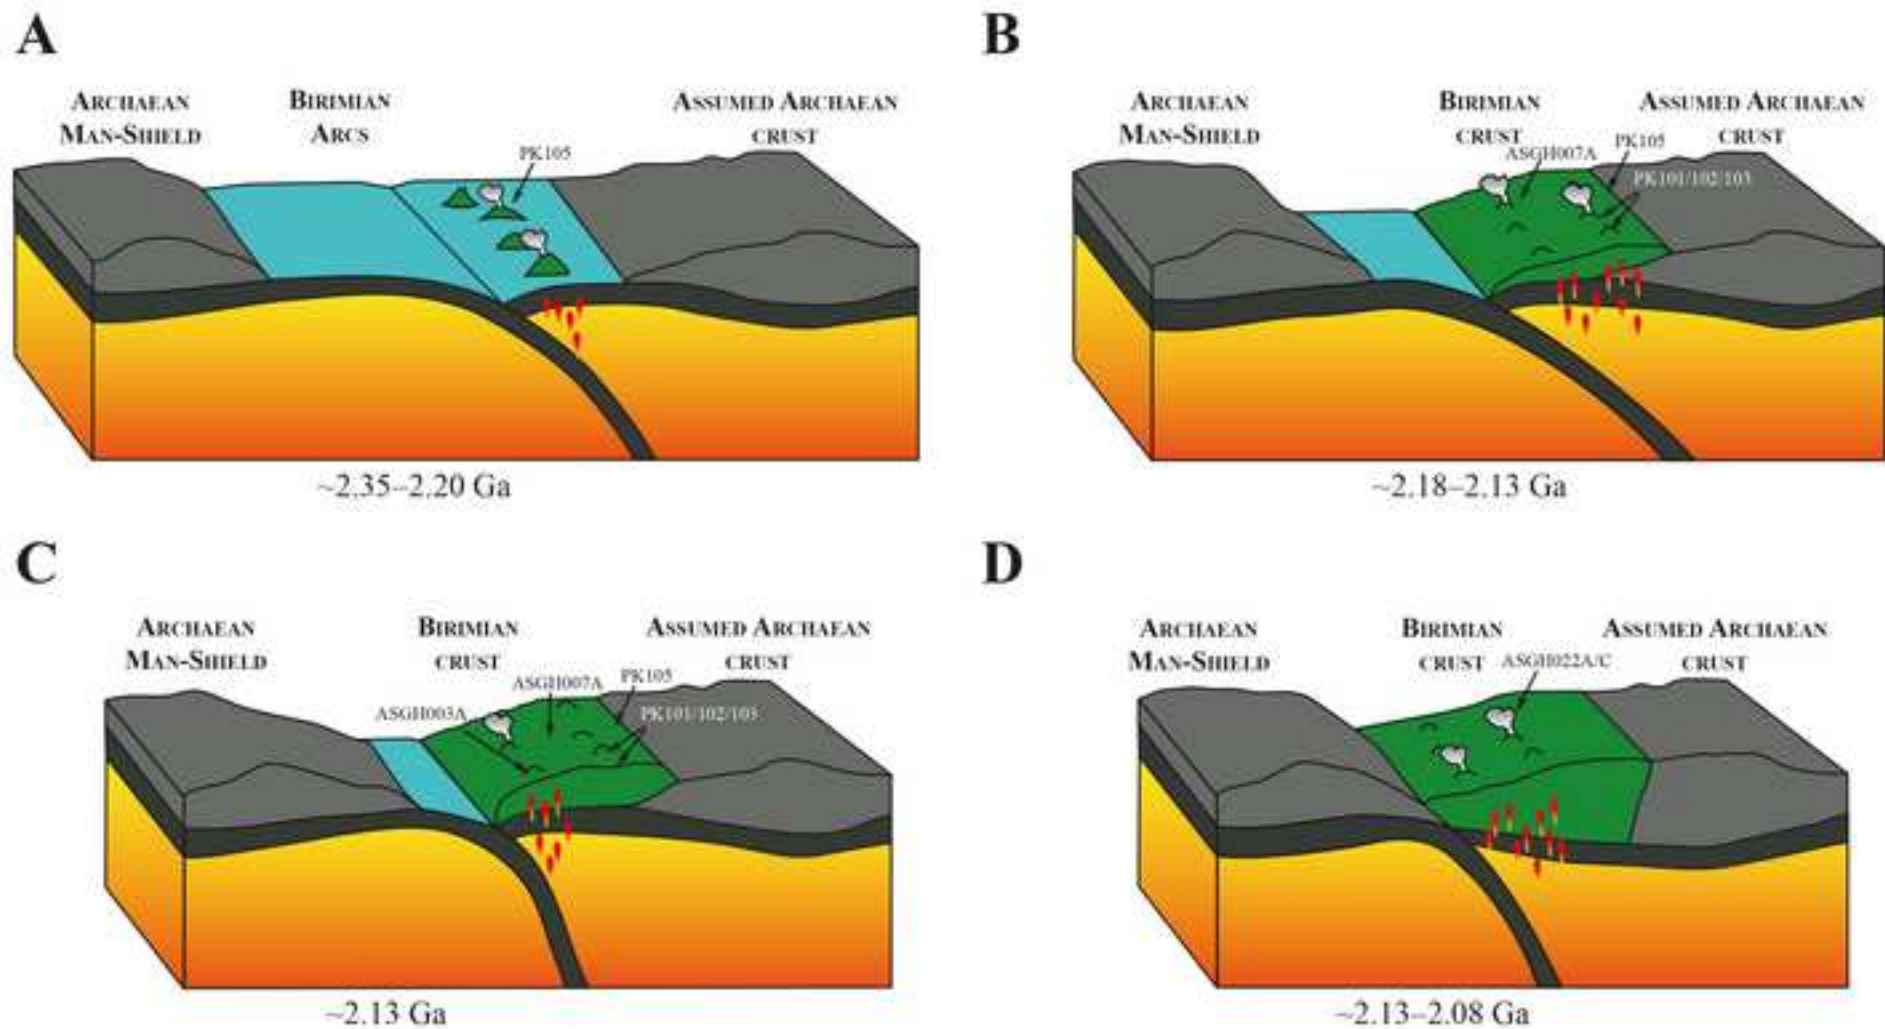 A
ARCHAEAN
MAN-SHIELD
BIRIMIAN
ARCS
ASSUMED ARCHAEAN
CRUST
PK105
~2.35–2.20 Ga
B
ARCHAEAN
MAN-SHIELD
BIRIMIAN
CRUST
ASSUMED ARCHAEAN
CRUST
ASGH007A
PK105
PK101/102/103
~2.18–2.13 Ga
C
ARCHAEAN
MAN-SHIELD
BIRIMIAN
CRUST
ASSUMED ARCHAEAN
CRUST
ASGH007A
PK105
ASGH003A
PK101/102/103
~2.13 Ga
D
ARCHAEAN
MAN-SHIELD
BIRIMIAN
CRUST
ASSUMED ARCHAEAN
CRUST
ASGH022A/C
~2.13–2.08 Ga